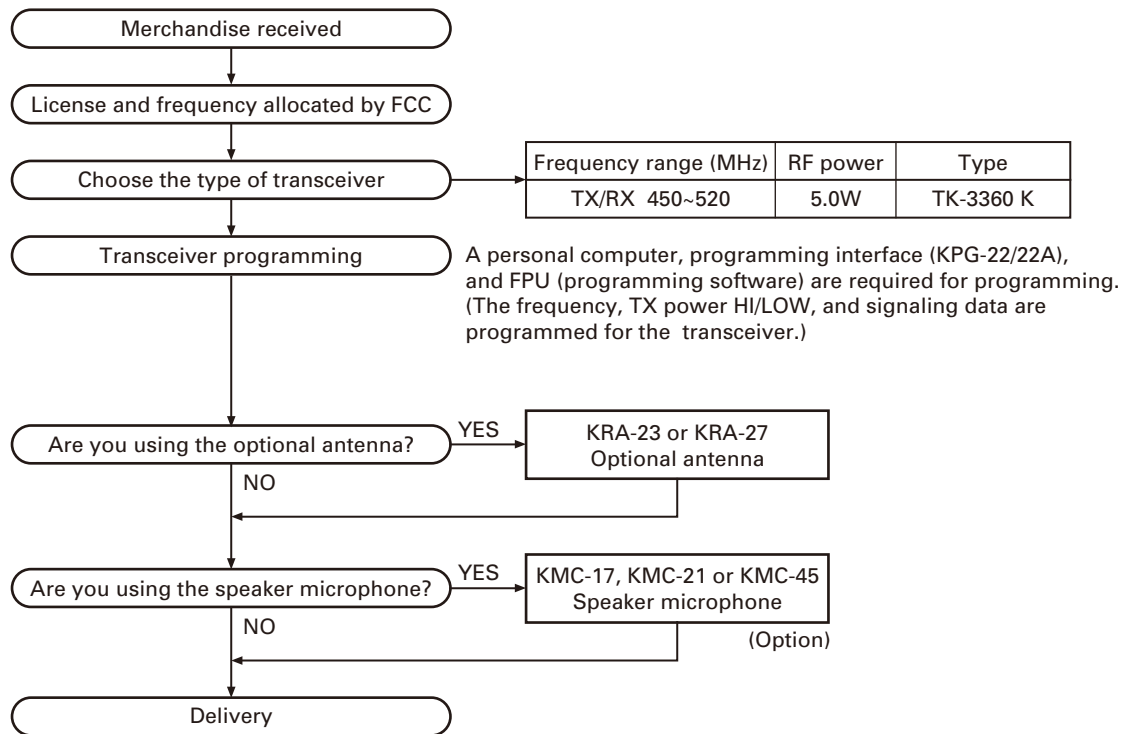 Merchandise received
License and frequency allocated by FCC
Choose the type of transceiver
Frequency range (MHz) RF power Type
TX/RX 450~520 5.0W TK-3360 K
Transceiver programming
A personal computer, programming interface (KPG-22/22A),
and FPU (programming software) are required for programming.
(The frequency, TX power HI/LOW, and signaling data are
programmed for the transceiver.)
Are you using the optional antenna?
YES
KRA-23 or KRA-27
Optional antenna
NO
Are you using the speaker microphone?
YES
KMC-17, KMC-21 or KMC-45
Speaker microphone
(Option)
NO
Delivery